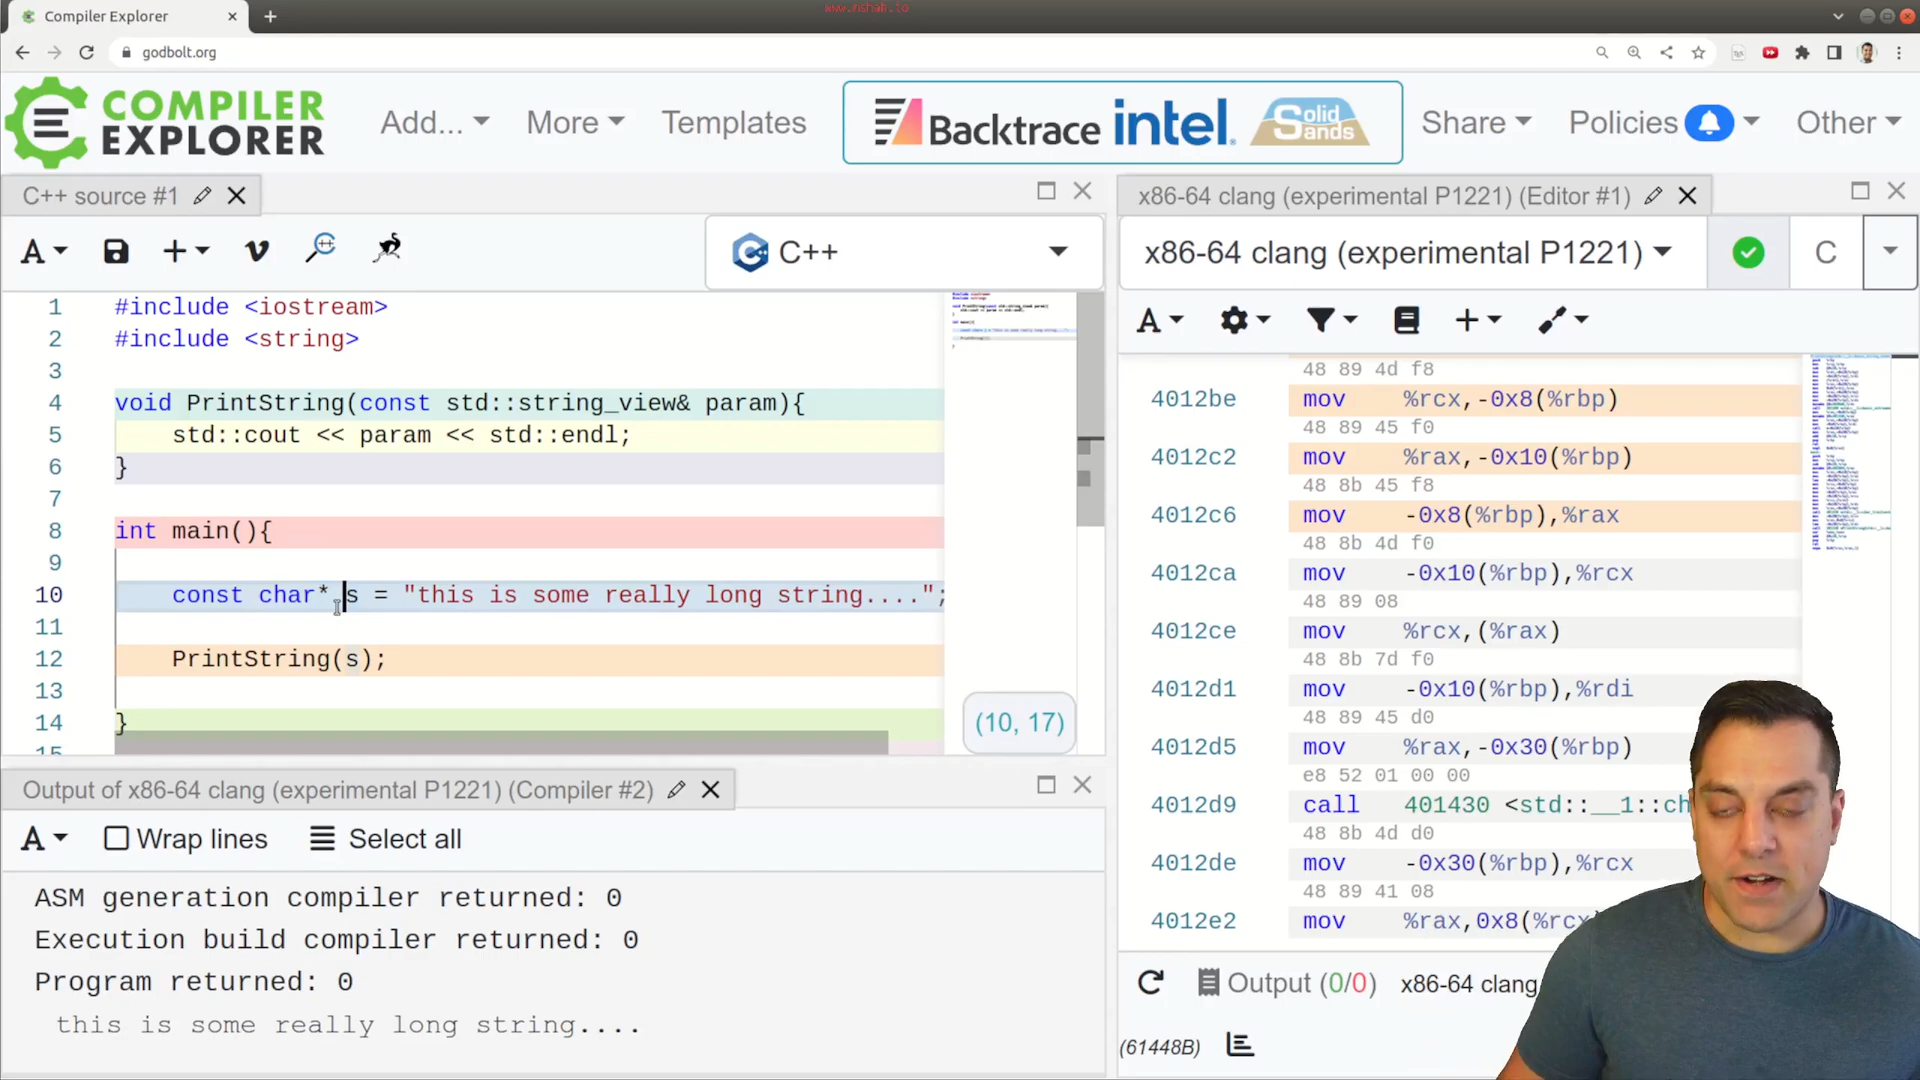 Compiler Explorer
www.nshab.to
godbolt.org
COMPILER
EXPLORER
Add...
More
Templates
Backtrace intel. Solid Sands
Share
Policies
Other
C++ source #1
A
C++
1 #include <iostream>
2 #include <string>
3
4 void PrintString(const std::string_view& param){
5 std::cout << param << std::endl;
6 }
7
8 int main(){
9
10 const char* s = "this is some really long string....";
11
12 PrintString(s);
13
14 }
15
(10, 17)
Output of x86-64 clang (experimental P1221) (Compiler #2)
A Wrap lines Select all
ASM generation compiler returned: 0
Execution build compiler returned: 0
Program returned: 0
this is some really long string....
x86-64 clang (experimental P1221) (Editor #1)
x86-64 clang (experimental P1221)
C
A
48 89 4d f8
4012be mov %rcx,-0x8(%rbp)
48 89 45 f0
4012c2 mov %rax,-0x10(%rbp)
48 8b 45 f8
4012c6 mov -0x8(%rbp),%rax
48 8b 4d f0
4012ca mov -0x10(%rbp),%rcx
48 89 08
4012ce mov %rcx,(%rax)
48 8b 7d f0
4012d1 mov -0x10(%rbp),%rdi
48 89 45 d0
4012d5 mov %rax,-0x30(%rbp)
e8 52 01 00 00
4012d9 call 401430 <std::__1::ch
48 8b 4d d0
4012de mov -0x30(%rbp),%rcx
48 89 41 08
4012e2 mov %rax,0x8(%rcx)
Output (0/0) x86-64 clang
(61448B)